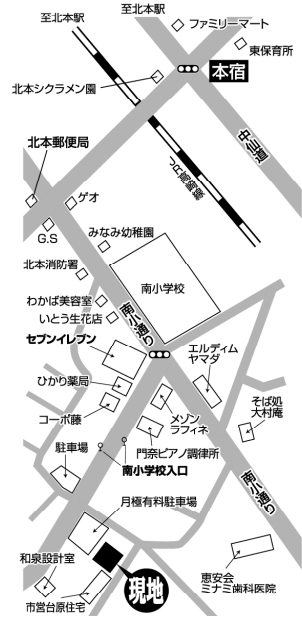 至北本駅
至北本駅
ファミリーマート
東保育所
本宿
北本シクラメン園
中仙道
北本郵便局
JR高崎線
ゲオ
G.S
みなみ幼稚園
北本消防署
南小学校
わかば美容室
いとう生花店
南小通り
セブンイレブン
エルディム
ヤマダ
ひかり薬局
コーポ藤
メゾン
ラフィネ
そば処
大村庵
駐車場
門奈ピアノ調律所
南小学校入口
南小通り
月極有料駐車場
和泉設計室
現地
市営台原住宅
恵安会
ミナミ歯科医院